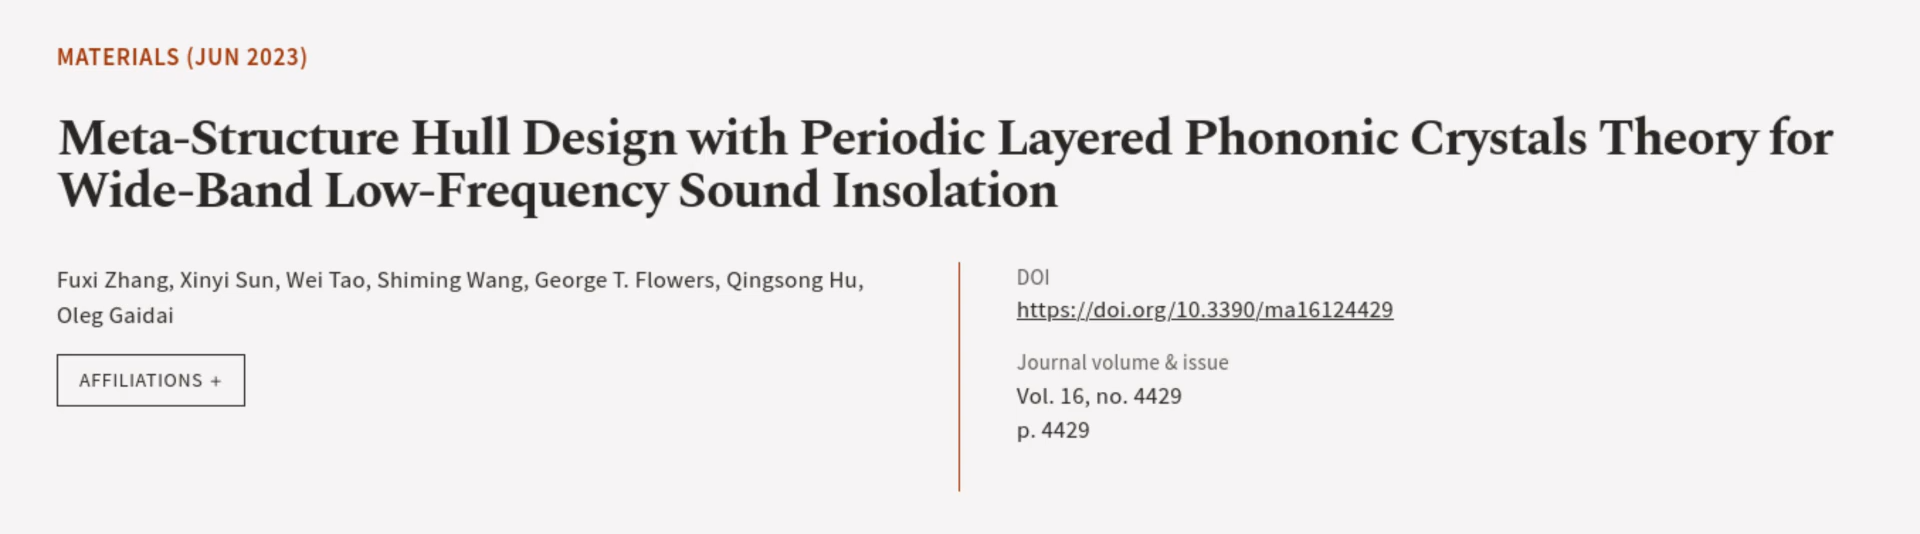 MATERIALS (JUN 2023)
Meta-Structure Hull Design with Periodic Layered Phononic Crystals Theory for
Wide-Band Low-Frequency Sound Insolation
Fuxi Zhang, Xinyi Sun, Wei Tao, Shiming Wang, George T. Flowers, Qingsong Hu,
Oleg Gaidai
AFFILIATIONS +
DOI
https://doi.org/10.3390/ma16124429
Journal volume & issue
Vol. 16, no. 4429
p. 4429